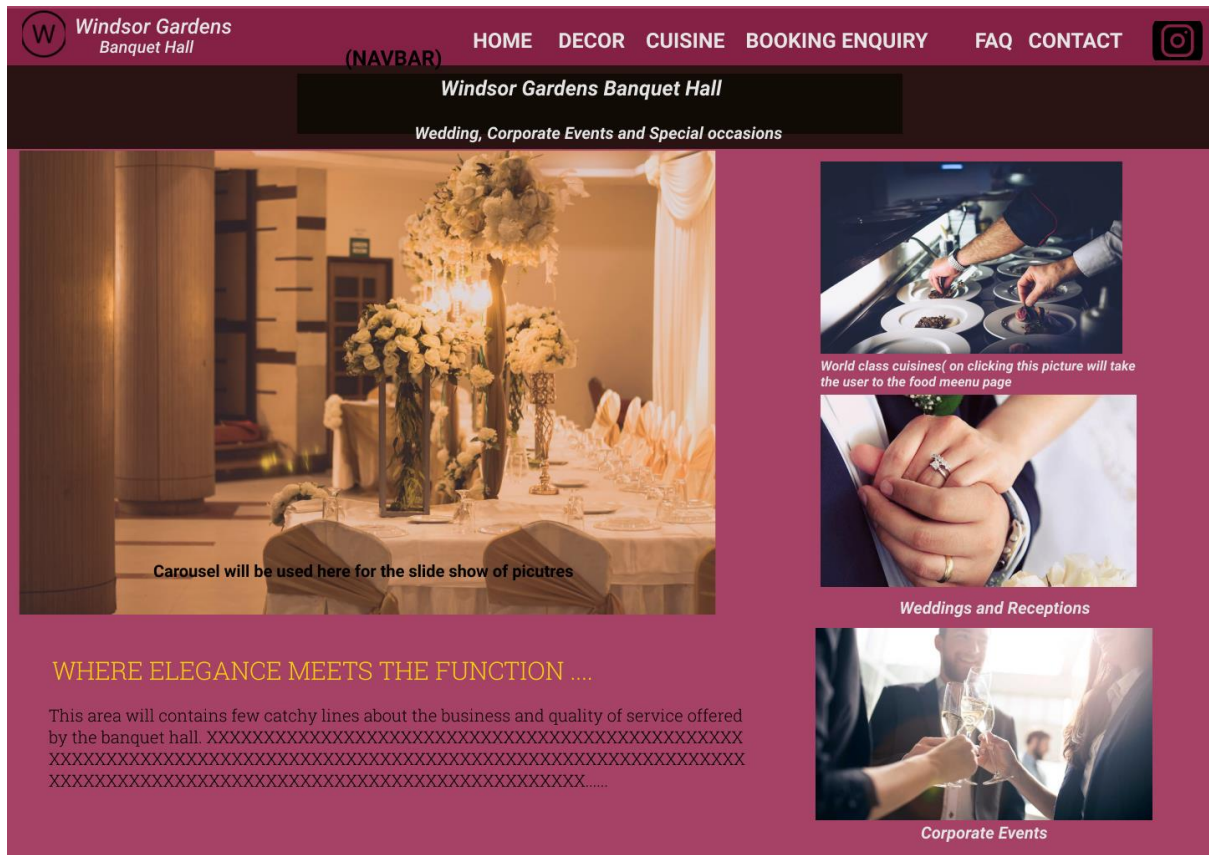 W
Windsor Gardens
Banquet Hall
(NAVBAR)
HOME DECOR CUISINE BOOKING ENQUIRY FAQ CONTACT
Windsor Gardens Banquet Hall
Wedding, Corporate Events and Special occasions
Carousel will be used here for the slide show of picutres
WHERE ELEGANCE MEETS THE FUNCTION ....
This area will contains few catchy lines about the business and quality of service offered
by the banquet hall. XXXXXXXXXXXXXXXXXXXXXXXXXXXXXXXXXXXXXXXXXXXXXXX
XXXXXXXXXXXXXXXXXXXXXXXXXXXXXXXXXXXXXXXXXXXXXXXXXXXXXXXXXXXXX
XXXXXXXXXXXXXXXXXXXXXXXXXXXXXXXXXXXXXXXXXXXXXXX......
World class cuisines( on clicking this picture will take
the user to the food meenu page
Weddings and Receptions
Corporate Events